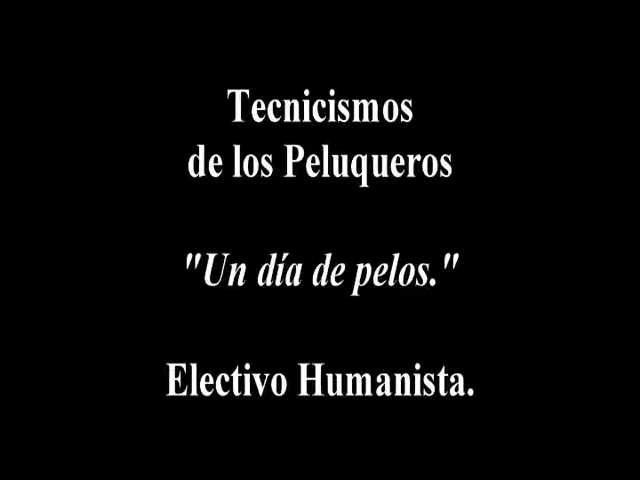 Tecnicismos
de los Peluqueros
"Un día de pelos."
Electivo Humanista.